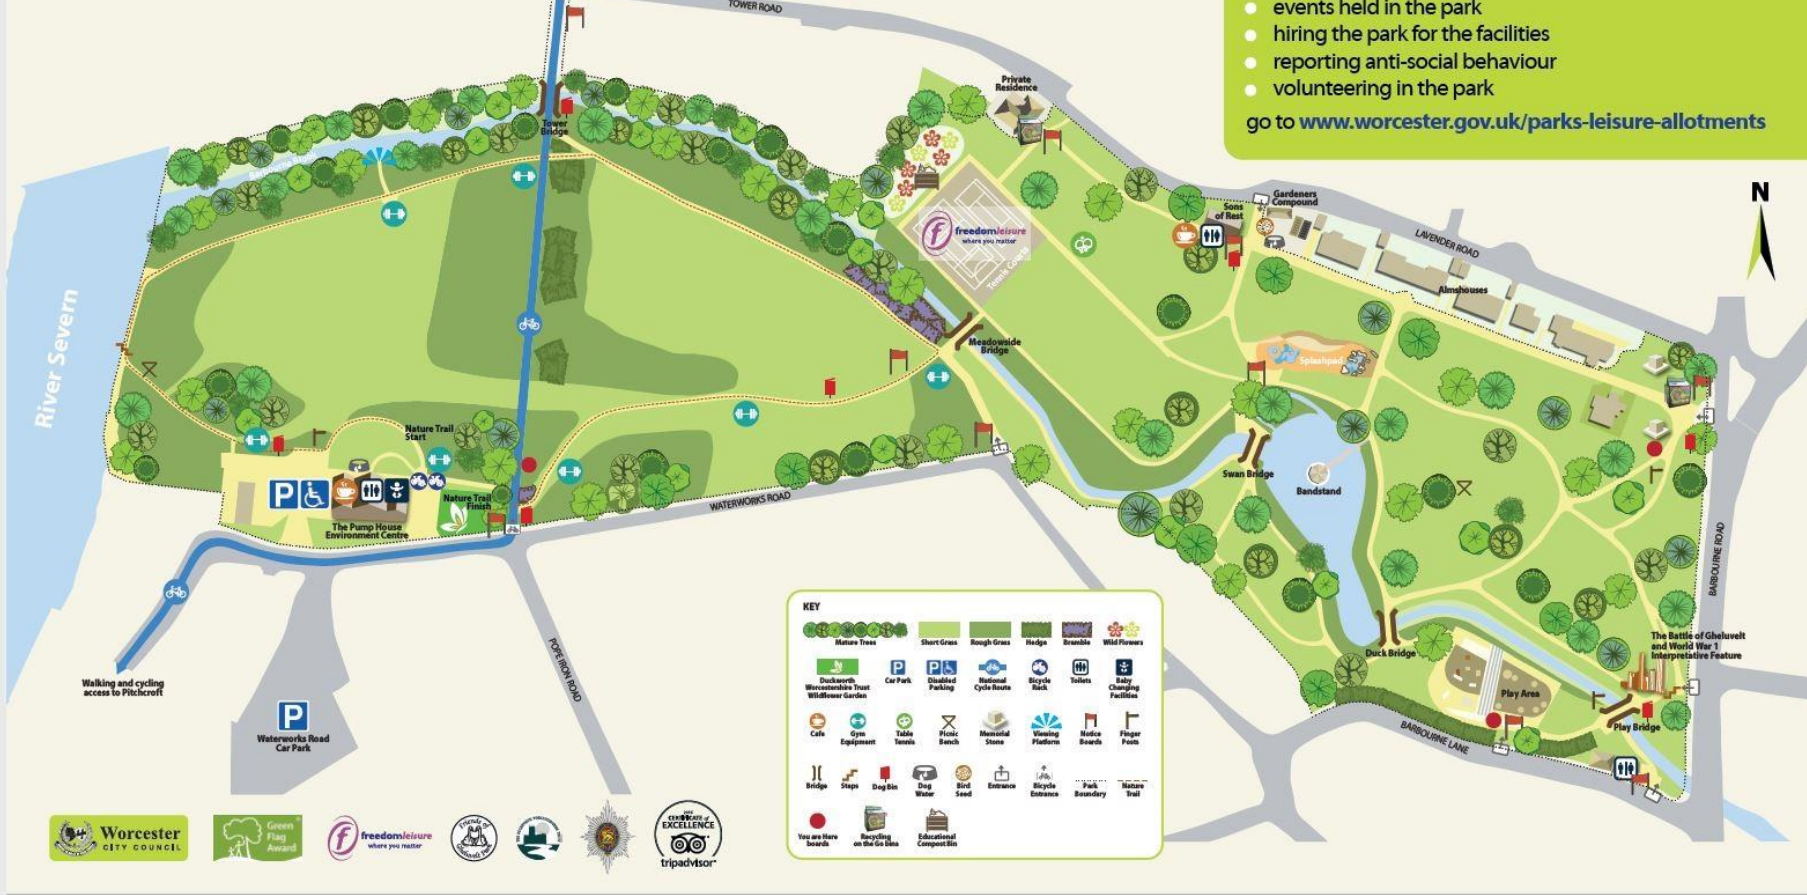 TOWER ROAD
events held in the park
hiring the park for the facilities
reporting anti-social behaviour
volunteering in the park
go to www.worcester.gov.uk/parks-leisure-allotments
Private
Residence
Tower
Bridge
N
Gardeners
Compound
Sons
of Rest
freedomleisure
where you matter
Tennis Courts
LAVENDER ROAD
Almshouses
River Severn
Meadowside
Bridge
Splashpad
Nature Trail
Start
Swan Bridge
Bandstand
P
Nature Trail
Finish
The Pump House
Environment Centre
WATERWORKS ROAD
BARBOURNE ROAD
POPE IRON ROAD
Walking and cycling
access to Pitchcroft
P
Waterworks Road
Car Park
Duck Bridge
The Battle of Gheluvelt
and World War 1
Interpretative Feature
Play Area
Play Bridge
BARBOURNE LANE
KEY
Mature Trees
Short Grass
Rough Grass
Hedge
Bramble
Wild Flowers
Duckworth
Worcestershire Trust
Wildflower Garden
P
Car Park
P
Disabled
Parking
National
Cycle Route
Bicycle
Rack
Toilets
Baby
Changing
Facilities
Cafe
Gym
Equipment
Table
Tennis
Picnic
Bench
Memorial
Stone
Viewing
Platform
Notice
Boards
Finger
Posts
Bridge
Steps
Dog Bin
Dog
Water
Bird
Seed
Entrance
Bicycle
Entrance
Park
Boundary
Nature
Trail
You are Here
boards
Recycling
on the Go bins
Educational
Compost Bin
Worcester
CITY COUNCIL
Green
Flag
Award
freedomleisure
where you matter
Friends of
Gheluvelt Park
CERTIFICATE of
EXCELLENCE
tripadvisor